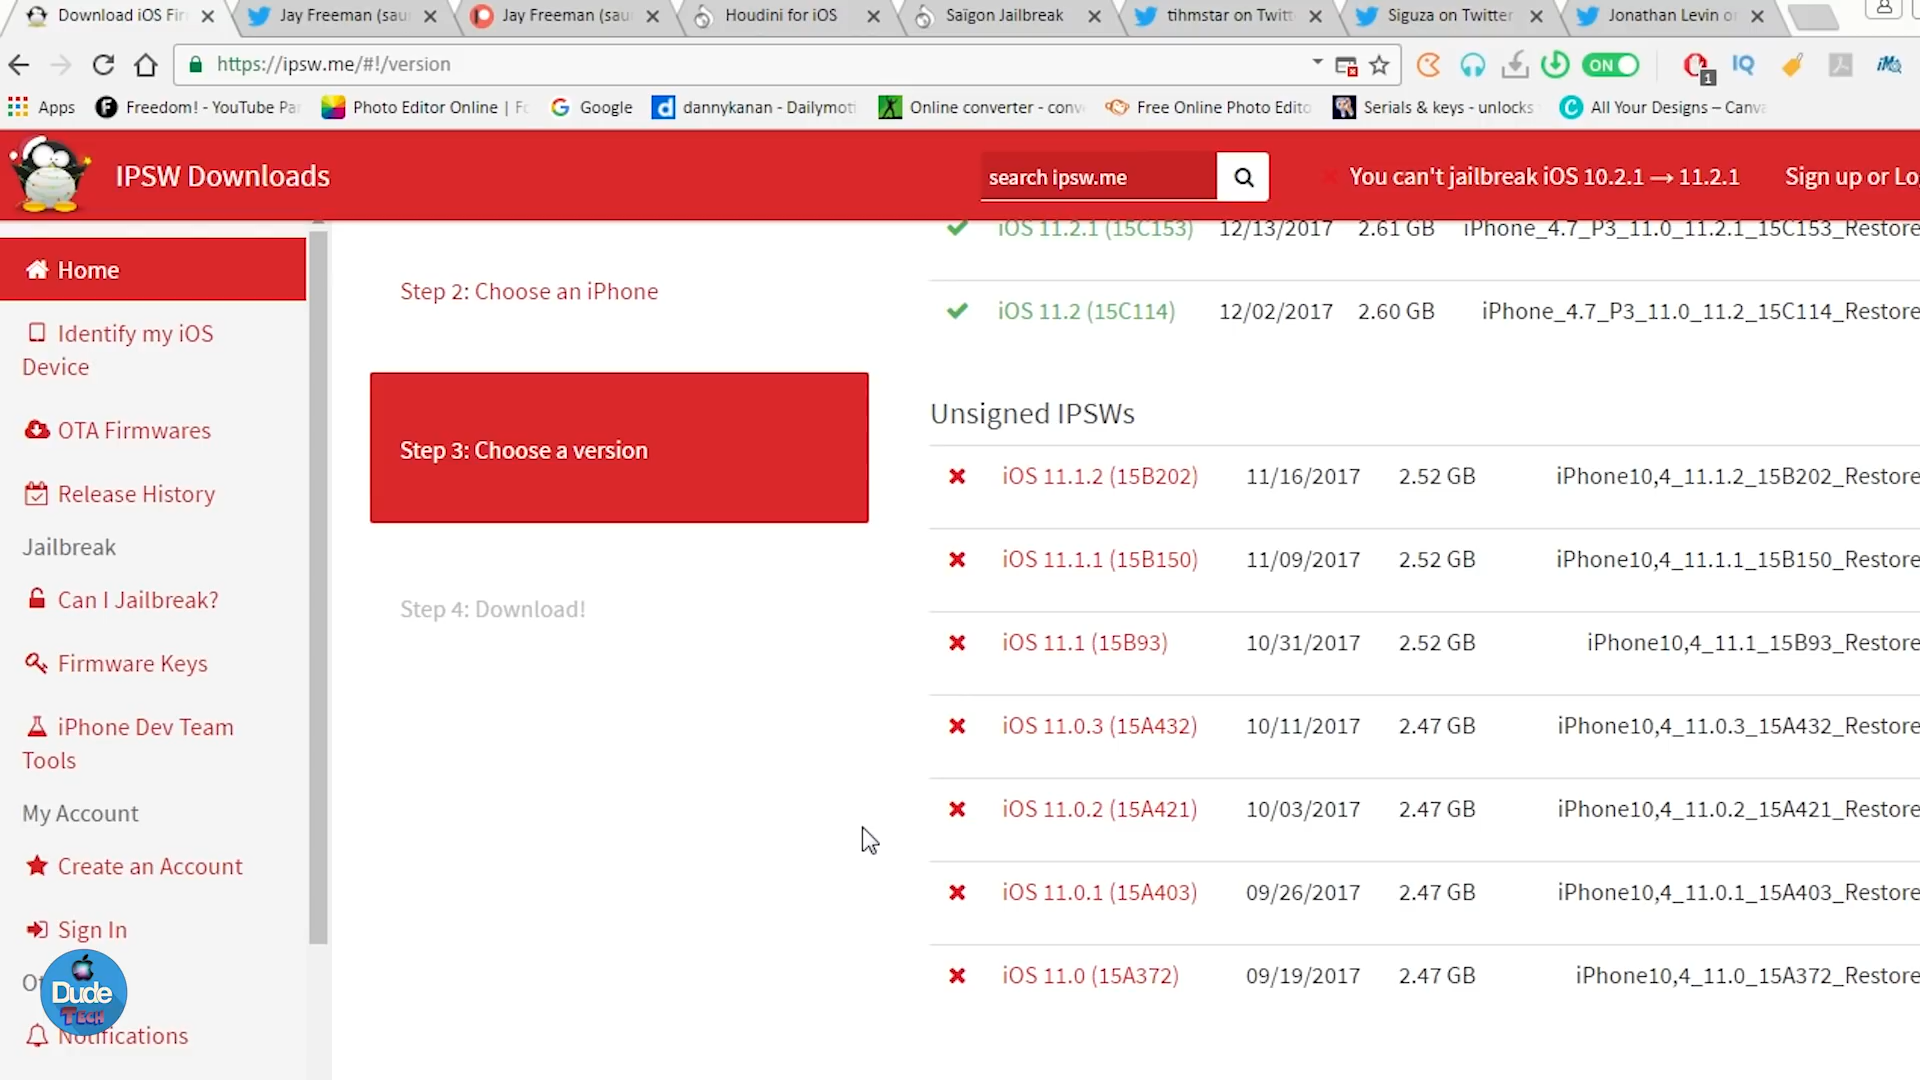 Download iOS Fir
Jay Freeman (sau
Jay Freeman (sau
Houdini for iOS
Saïgon Jailbreak
tihmstar on Twitt
Siguza on Twitter
Jonathan Levin o
https://ipsw.me/#!/version
ON
1
IQ
Apps
Freedom! - YouTube Pa
Photo Editor Online | F
Google
dannykanan - Dailymoti
Online converter - conv
Free Online Photo Edito
Serials & keys - unlocks
All Your Designs – Canva
IPSW Downloads
search ipsw.me
You can't jailbreak iOS 10.2.1 → 11.2.1
Sign up or Lo
Home
Identify my iOS
Device
OTA Firmwares
Release History
Jailbreak
Can I Jailbreak?
Firmware Keys
iPhone Dev Team
Tools
My Account
Create an Account
Sign In
Dude
TECH
Notifications
Step 2: Choose an iPhone
Step 3: Choose a version
Step 4: Download!
iOS 11.2.1 (15C153) 12/13/2017 2.61 GB iPhone_4.7_P3_11.0_11.2.1_15C153_Restore
iOS 11.2 (15C114) 12/02/2017 2.60 GB iPhone_4.7_P3_11.0_11.2_15C114_Restore
Unsigned IPSWs
iOS 11.1.2 (15B202) 11/16/2017 2.52 GB iPhone10,4_11.1.2_15B202_Restore
iOS 11.1.1 (15B150) 11/09/2017 2.52 GB iPhone10,4_11.1.1_15B150_Restore
iOS 11.1 (15B93) 10/31/2017 2.52 GB iPhone10,4_11.1_15B93_Restore
iOS 11.0.3 (15A432) 10/11/2017 2.47 GB iPhone10,4_11.0.3_15A432_Restore
iOS 11.0.2 (15A421) 10/03/2017 2.47 GB iPhone10,4_11.0.2_15A421_Restore
iOS 11.0.1 (15A403) 09/26/2017 2.47 GB iPhone10,4_11.0.1_15A403_Restore
iOS 11.0 (15A372) 09/19/2017 2.47 GB iPhone10,4_11.0_15A372_Restore